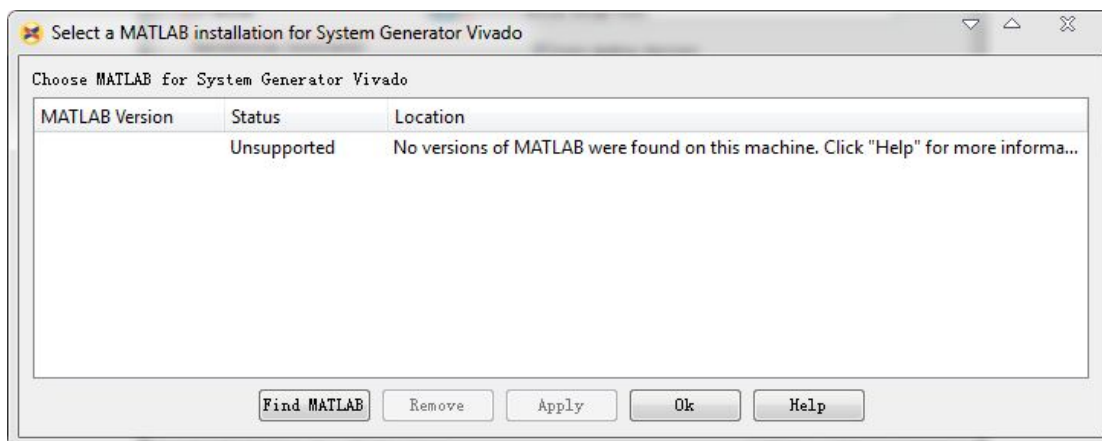 Select a MATLAB installation for System Generator Vivado
Choose MATLAB for System Generator Vivado
MATLAB Version Status Location
Unsupported No versions of MATLAB were found on this machine. Click "Help" for more informa...
Find MATLAB Remove Apply Ok Help